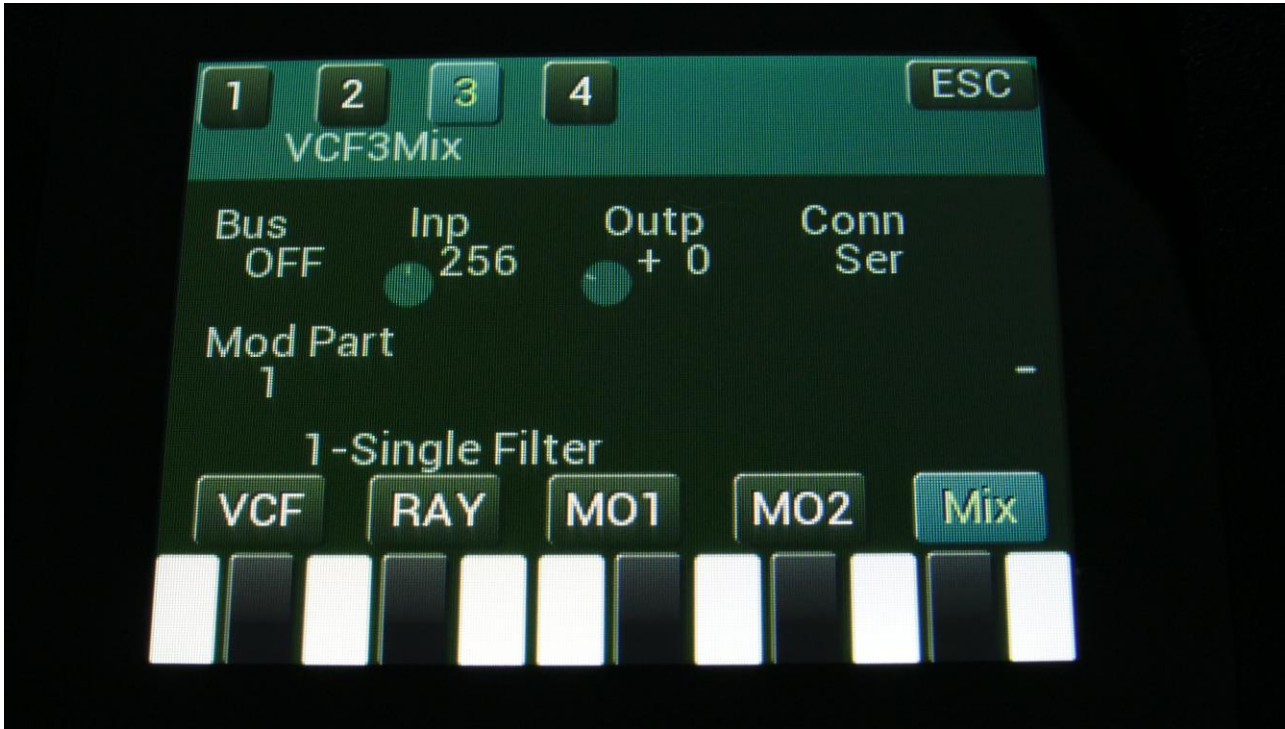 1 2 3 4 ESC
VCF3Mix
Bus Inp Outp Conn
OFF 256 + 0 Ser
Mod Part
1 -
1-Single Filter
VCF RAY MO1 MO2 Mix